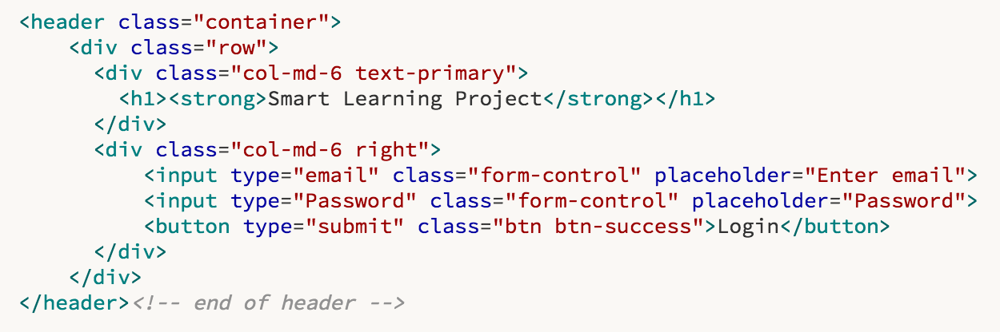 <header class="container">
    <div class="row">
      <div class="col-md-6 text-primary">
        <h1><strong>Smart Learning Project</strong></h1>
      </div>
      <div class="col-md-6 right">
          <input type="email" class="form-control" placeholder="Enter email">
          <input type="Password" class="form-control" placeholder="Password">
          <button type="submit" class="btn btn-success">Login</button>
      </div>
    </div>
</header><!-- end of header -->